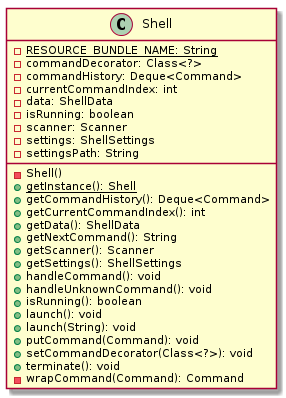 C Shell
RESOURCE_BUNDLE_NAME: String
commandDecorator: Class<?>
commandHistory: Deque<Command>
currentCommandIndex: int
data: ShellData
isRunning: boolean
scanner: Scanner
settings: ShellSettings
settingsPath: String
Shell()
getInstance(): Shell
getCommandHistory(): Deque<Command>
getCurrentCommandIndex(): int
getData(): ShellData
getNextCommand(): String
getScanner(): Scanner
getSettings(): ShellSettings
handleCommand(): void
handleUnknownCommand(): void
isRunning(): boolean
launch(): void
launch(String): void
putCommand(Command): void
setCommandDecorator(Class<?>): void
terminate(): void
wrapCommand(Command): Command